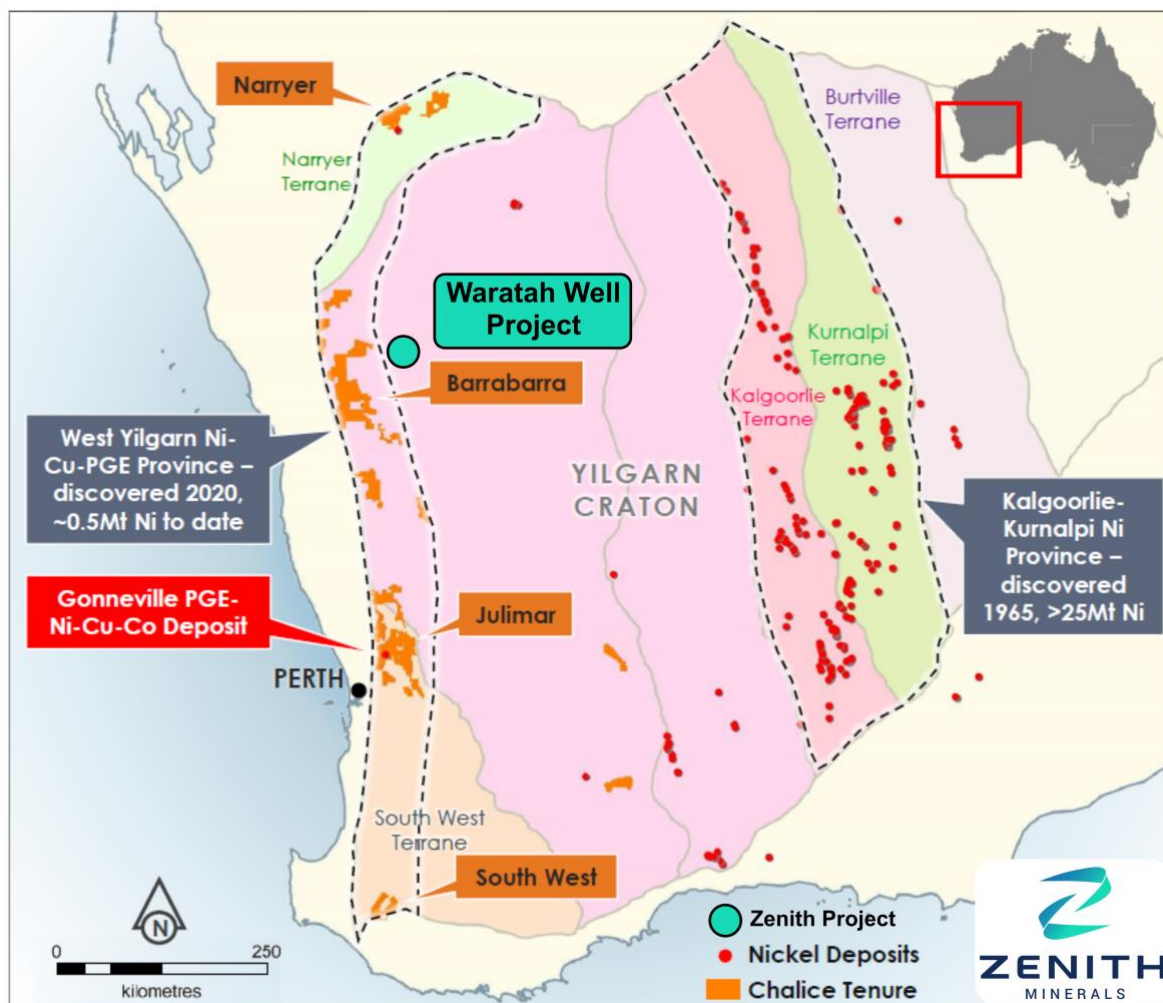 Narryer
Narryer
Terrane
Burtville
Terrane
Waratah Well
Project
Kurnalpi
Terrane
Barrabarra
Kalgoorlie
Terrane
West Yilgarn Ni-
Cu-PGE Province –
discovered 2020,
~0.5Mt Ni to date
YILGARN
CRATON
Kalgoorlie-
Kurnalpi Ni
Province –
discovered
1965, >25Mt Ni
Gonneville PGE-
Ni-Cu-Co Deposit
Julimar
PERTH
South West
Terrane
South West
N
0 250
kilometres
Zenith Project
Nickel Deposits
Chalice Tenure
ZENITH
MINERALS